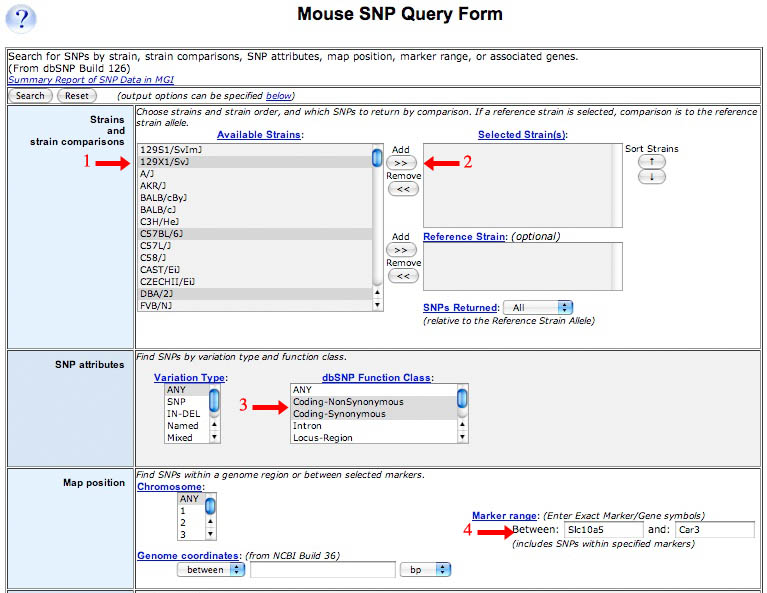 ?
Mouse SNP Query Form
Search for SNPs by strain, strain comparisons, SNP attributes, map position, marker range, or associated genes.
(From dbSNP Build 126)
Summary Report of SNP Data in MGI
Search Reset (output options can be specified below)
Strains
and
strain comparisons
Choose strains and strain order, and which SNPs to return by comparison. If a reference strain is selected, comparison is to the reference
strain allele.
Available Strains:
129S1/SvImJ
129X1/SvJ
A/J
AKR/J
BALB/cByJ
BALB/cJ
C3H/HeJ
C57BL/6J
C57L/J
C58/J
CAST/EiJ
CZECHII/EiJ
DBA/2J
FVB/NJ
1
Add
>>
Remove
<<
2
Selected Strain(s):
Sort Strains
↑
↓
Add
>>
Remove
<<
Reference Strain: (optional)
SNPs Returned: All
(relative to the Reference Strain Allele)
SNP attributes
Find SNPs by variation type and function class.
Variation Type:
ANY
SNP
IN-DEL
Named
Mixed
3
dbSNP Function Class:
ANY
Coding-NonSynonymous
Coding-Synonymous
Intron
Locus-Region
Map position
Find SNPs within a genome region or between selected markers.
Chromosome:
ANY
1
2
3
Marker range: (Enter Exact Marker/Gene symbols)
4
Between: Slc10a5 and: Car3
(includes SNPs within specified markers)
Genome coordinates: (from NCBI Build 36)
between bp